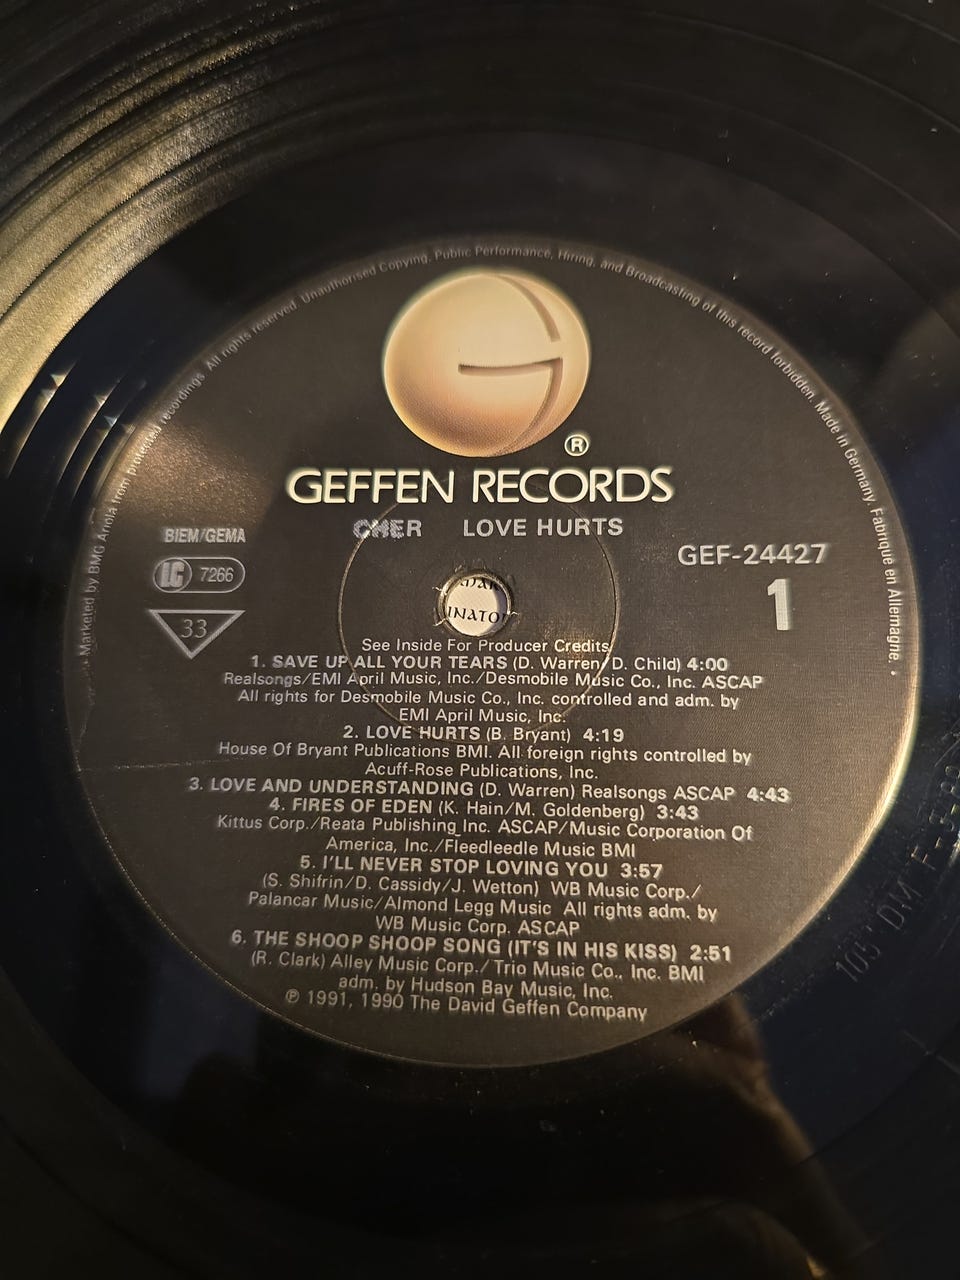 Marketed by BMG Ariola from protected recordings. All rights reserved. Unauthorised Copying, Public Performance, Hiring, and Broadcasting of this record forbidden. Made in Germany. Fabriqué en Allemagne.
®
GEFFEN RECORDS
CHER LOVE HURTS
BIEM/GEMA
GEF-24427
LC 7266
1
33
INATO
See Inside For Producer Credits
1. SAVE UP ALL YOUR TEARS (D. Warren/D. Child) 4:00
Realsongs/EMI April Music, Inc./Desmobile Music Co., Inc. ASCAP
All rights for Desmobile Music Co., Inc. controlled and adm. by
EMI April Music, Inc.
2. LOVE HURTS (B. Bryant) 4:19
House Of Bryant Publications BMI. All foreign rights controlled by
Acuff-Rose Publications, Inc.
3. LOVE AND UNDERSTANDING (D. Warren) Realsongs ASCAP 4:43
4. FIRES OF EDEN (K. Hain/M. Goldenberg) 3:43
Kittus Corp./Reata Publishing Inc. ASCAP/Music Corporation Of
America, Inc./Fleedleedle Music BMI
5. I'LL NEVER STOP LOVING YOU 3:57
(S. Shifrin/D. Cassidy/J. Wetton) WB Music Corp./
Palancar Music/Almond Legg Music All rights adm. by
WB Music Corp. ASCAP
6. THE SHOOP SHOOP SONG (IT'S IN HIS KISS) 2:51
(R. Clark) Alley Music Corp./Trio Music Co., Inc. BMI
adm. by Hudson Bay Music, Inc.
℗ 1991, 1990 The David Geffen Company